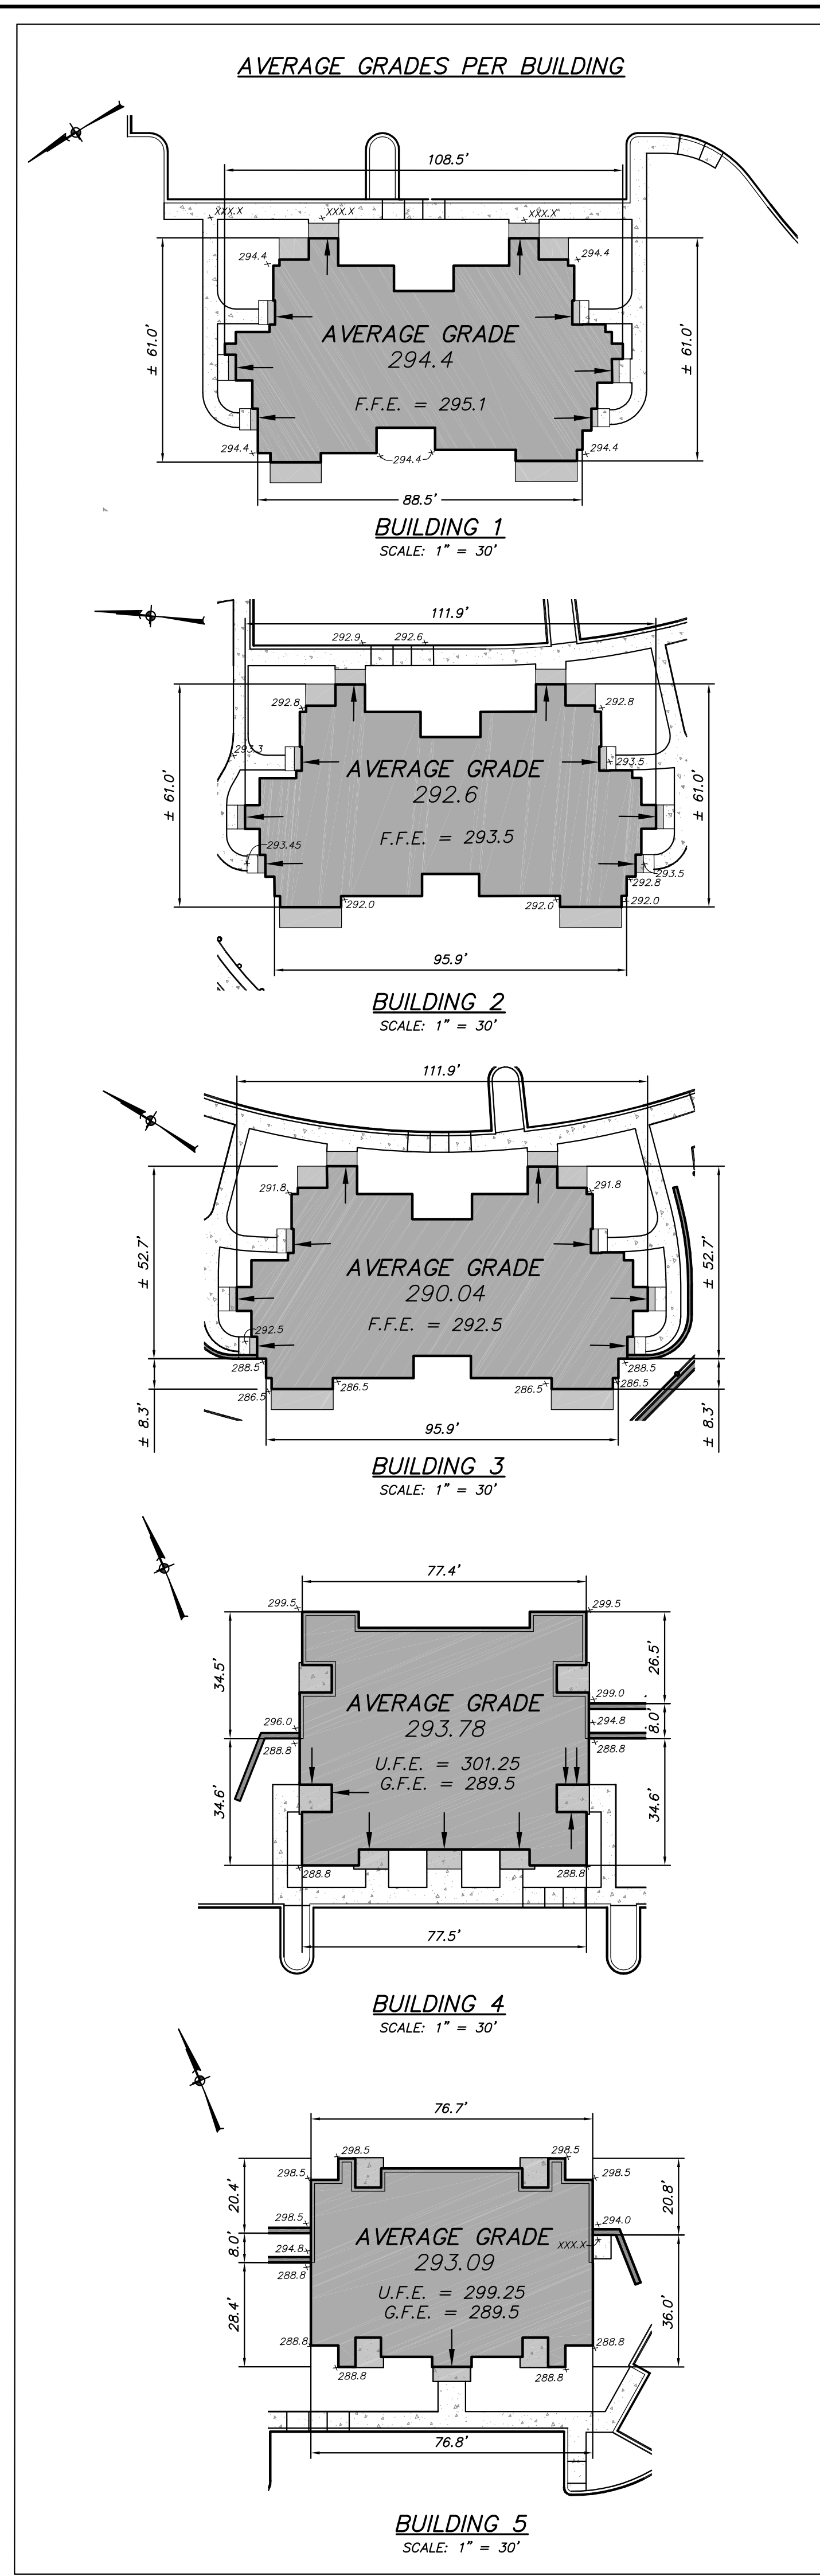 AVERAGE GRADES PER BUILDING
108.5'
XXX.X XXX.X XXX.X
294.4 294.4
± 61.0' ± 61.0'
AVERAGE GRADE
294.4
F.F.E. = 295.1
294.4 294.4 294.4
88.5'
BUILDING 1
SCALE: 1" = 30'
111.9'
292.9 292.6
292.8 292.8
293.3 293.5
± 61.0' ± 61.0'
AVERAGE GRADE
292.6
F.F.E. = 293.5
293.45 293.5
292.8
292.0 292.0 292.0
95.9'
BUILDING 2
SCALE: 1" = 30'
111.9'
291.8 291.8
± 52.7' ± 52.7'
AVERAGE GRADE
290.04
F.F.E. = 292.5
292.5
288.5 288.5
286.5 286.5 286.5 286.5
± 8.3' ± 8.3'
95.9'
BUILDING 3
SCALE: 1" = 30'
77.4'
299.5 299.5
34.5' 26.5'
299.0
AVERAGE GRADE
293.78
296.0 294.8 8.0'
288.8 288.8
U.F.E. = 301.25
G.F.E. = 289.5
34.6' 34.6'
288.8 288.8
77.5'
BUILDING 4
SCALE: 1" = 30'
76.7'
298.5 298.5
298.5 298.5
20.4' 20.8'
298.5 294.0
AVERAGE GRADE
8.0' 294.8 XXX.X
293.09
288.8
U.F.E. = 299.25
G.F.E. = 289.5
28.4' 36.0'
288.8 288.8
288.8 288.8
76.8'
BUILDING 5
SCALE: 1" = 30'